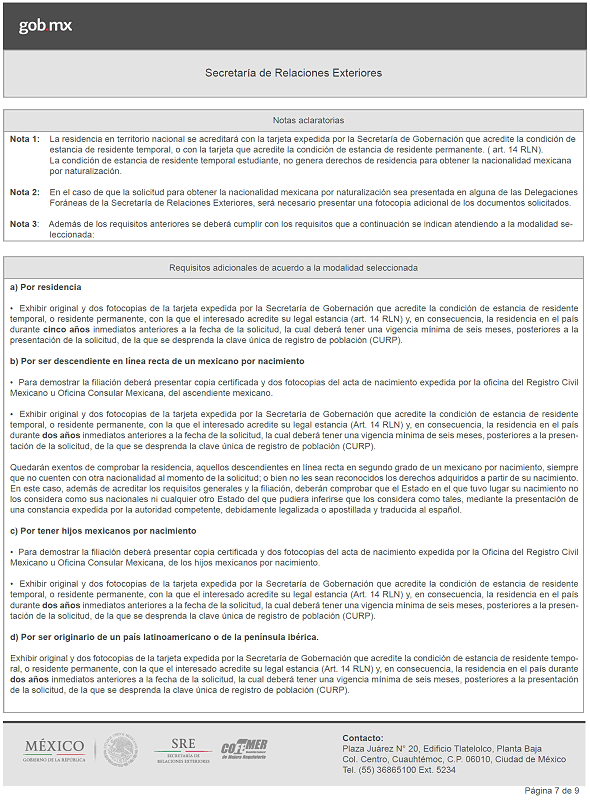 gob.mx
Secretaría de Relaciones Exteriores
Notas aclaratorias
Nota 1: La residencia en territorio nacional se acreditará con la tarjeta expedida por la Secretaría de Gobernación que acredite la condición de
estancia de residente temporal, o con la tarjeta que acredite la condición de estancia de residente permanente. ( art. 14 RLN).
La condición de estancia de residente temporal estudiante, no genera derechos de residencia para obtener la nacionalidad mexicana
por naturalización.
Nota 2: En el caso de que la solicitud para obtener la nacionalidad mexicana por naturalización sea presentada en alguna de las Delegaciones
Foráneas de la Secretaría de Relaciones Exteriores, será necesario presentar una fotocopia adicional de los documentos solicitados.
Nota 3: Además de los requisitos anteriores se deberá cumplir con los requisitos que a continuación se indican atendiendo a la modalidad se-
leccionada:
Requisitos adicionales de acuerdo a la modalidad seleccionada
a) Por residencia
• Exhibir original y dos fotocopias de la tarjeta expedida por la Secretaría de Gobernación que acredite la condición de estancia de residente
temporal, o residente permanente, con la que el interesado acredite su legal estancia (art. 14 RLN) y, en consecuencia, la residencia en el país
durante cinco años inmediatos anteriores a la fecha de la solicitud, la cual deberá tener una vigencia mínima de seis meses, posteriores a la
presentación de la solicitud, de la que se desprenda la clave única de registro de población (CURP).
b) Por ser descendiente en línea recta de un mexicano por nacimiento
• Para demostrar la filiación deberá presentar copia certificada y dos fotocopias del acta de nacimiento expedida por la oficina del Registro Civil
Mexicano u Oficina Consular Mexicana, del ascendiente mexicano.
• Exhibir original y dos fotocopias de la tarjeta expedida por la Secretaría de Gobernación que acredite la condición de estancia de residente
temporal, o residente permanente, con la que el interesado acredite su legal estancia (Art. 14 RLN) y, en consecuencia, la residencia en el país
durante dos años inmediatos anteriores a la fecha de la solicitud, la cual deberá tener una vigencia mínima de seis meses, posteriores a la presen-
tación de la solicitud, de la que se desprenda la clave única de registro de población (CURP).
Quedarán exentos de comprobar la residencia, aquellos descendientes en línea recta en segundo grado de un mexicano por nacimiento, siempre
que no cuenten con otra nacionalidad al momento de la solicitud; o bien no les sean reconocidos los derechos adquiridos a partir de su nacimiento.
En este caso, además de acreditar los requisitos generales y la filiación, deberán comprobar que el Estado en el que tuvo lugar su nacimiento no
los considera como sus nacionales ni cualquier otro Estado del que pudiera inferirse que los considera como tales, mediante la presentación de
una constancia expedida por la autoridad competente, debidamente legalizada o apostillada y traducida al español.
c) Por tener hijos mexicanos por nacimiento
• Para demostrar la filiación deberá presentar copia certificada y dos fotocopias del acta de nacimiento expedida por la Oficina del Registro Civil
Mexicano u Oficina Consular Mexicana, de los hijos mexicanos por nacimiento.
• Exhibir original y dos fotocopias de la tarjeta expedida por la Secretaría de Gobernación que acredite la condición de estancia de residente
temporal, o residente permanente, con la que el interesado acredite su legal estancia (Art. 14 RLN) y, en consecuencia, la residencia en el país
durante dos años inmediatos anteriores a la fecha de la solicitud, la cual deberá tener una vigencia mínima de seis meses, posteriores a la presen-
tación de la solicitud, de la que se desprenda la clave única de registro de población (CURP).
d) Por ser originario de un país latinoamericano o de la península ibérica.
Exhibir original y dos fotocopias de la tarjeta expedida por la Secretaría de Gobernación que acredite la condición de estancia de residente tempo-
ral, o residente permanente, con la que el interesado acredite su legal estancia (Art. 14 RLN) y, en consecuencia, la residencia en el país durante
dos años inmediatos anteriores a la fecha de la solicitud, la cual deberá tener una vigencia mínima de seis meses, posteriores a la presentación
de la solicitud, de la que se desprenda la clave única de registro de población (CURP).
MÉXICO
GOBIERNO DE LA REPÚBLICA
SRE
SECRETARÍA DE
RELACIONES EXTERIORES
COFEMER
de Mejora Regulatoria
Contacto:
Plaza Juárez N° 20, Edificio Tlatelolco, Planta Baja
Col. Centro, Cuauhtémoc, C.P. 06010, Ciudad de México
Tel. (55) 36865100 Ext. 5234
Página 7 de 9